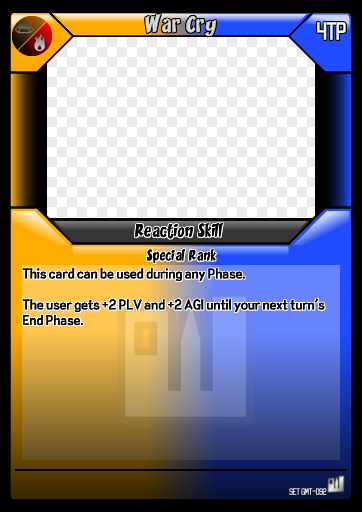 War Cry
4TP
Reaction Skill
Special Rank
This card can be used during any Phase.
The user gets +2 PLV and +2 AGI until your next turn's
End Phase.
SET GMT-092